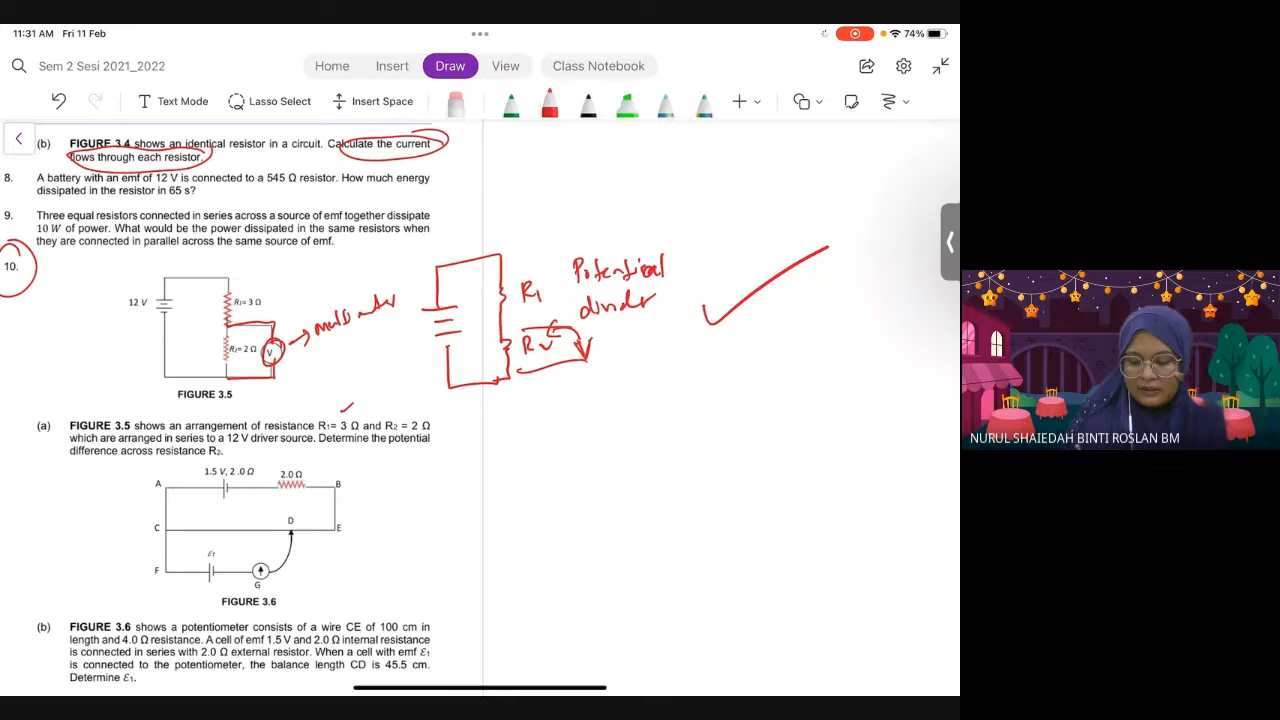 11:31 AM Fri 11 Feb
74%
Sem 2 Sesi 2021_2022
Home Insert Draw View Class Notebook
Text Mode Lasso Select Insert Space
(b) FIGURE 3.4 shows an identical resistor in a circuit. Calculate the current
flows through each resistor.
8. A battery with an emf of 12 V is connected to a 545 Ω resistor. How much energy
dissipated in the resistor in 65 s?
9. Three equal resistors connected in series across a source of emf together dissipate
10 W of power. What would be the power dissipated in the same resistors when
they are connected in parallel across the same source of emf.
10.
12 V
R1= 3 Ω
R2= 2 Ω
V
R1
Potential
divider
V
FIGURE 3.5
(a) FIGURE 3.5 shows an arrangement of resistance R1= 3 Ω and R2 = 2 Ω
which are arranged in series to a 12 V driver source. Determine the potential
difference across resistance R2.
1.5 V, 2 .0 Ω
2.0 Ω
A
B
C
D
E
F
Ɛ1
G
FIGURE 3.6
(b) FIGURE 3.6 shows a potentiometer consists of a wire CE of 100 cm in
length and 4.0 Ω resistance. A cell of emf 1.5 V and 2.0 Ω internal resistance
is connected in series with 2.0 Ω external resistor. When a cell with emf Ɛ1
is connected to the potentiometer, the balance length CD is 45.5 cm.
Determine Ɛ1.
NURUL SHAIEDAH BINTI ROSLAN BM